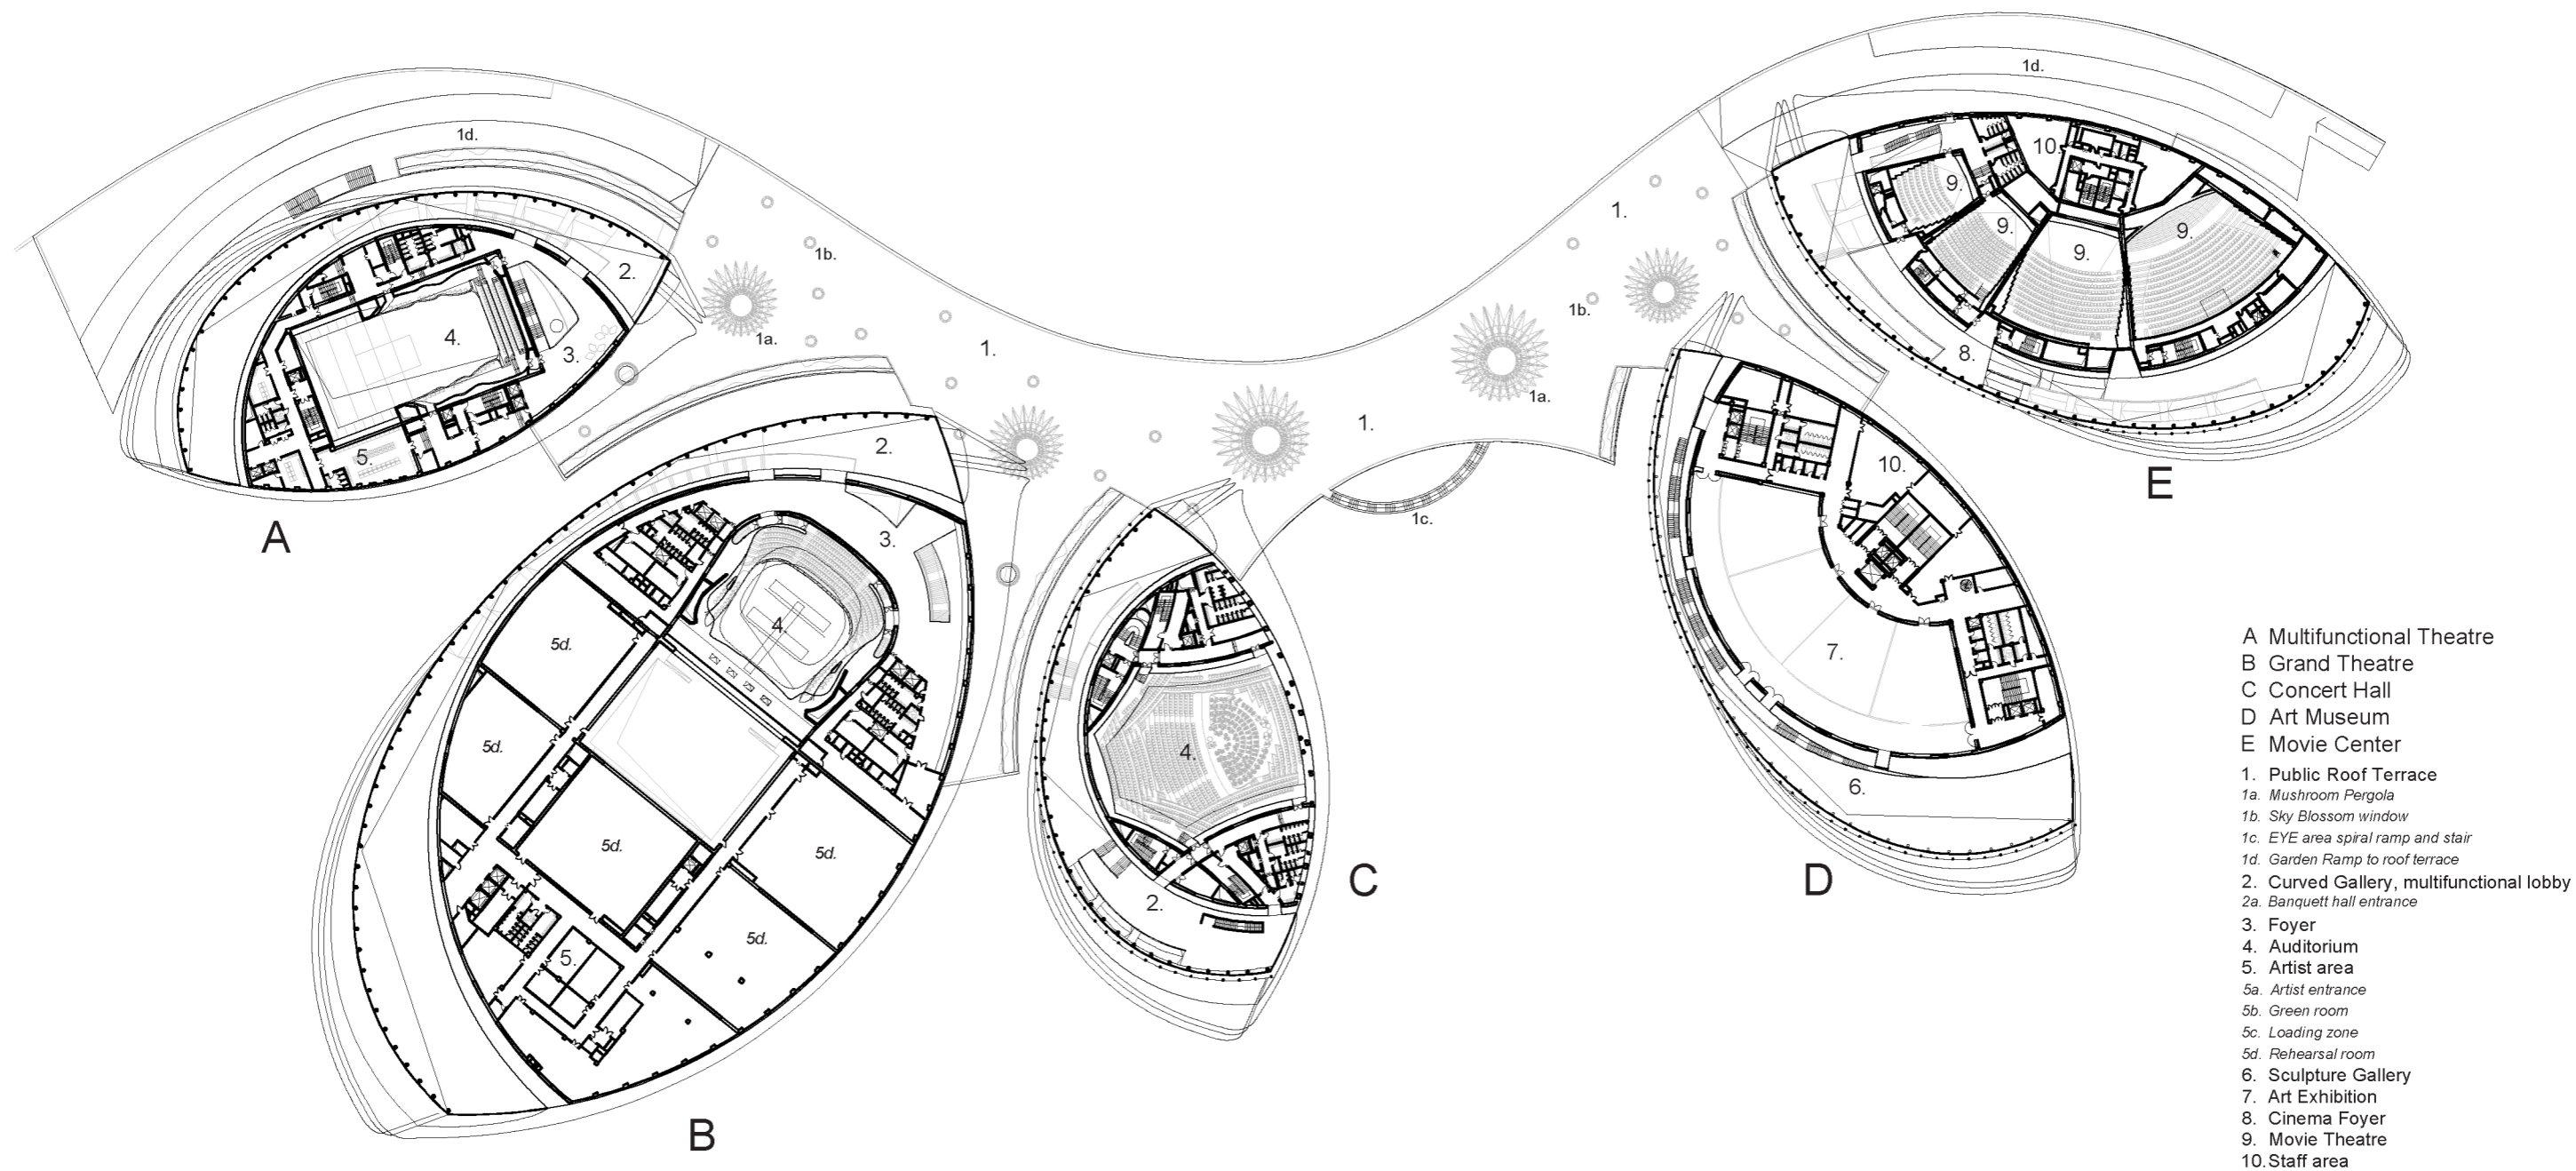 1d.
1d.
10.
9.
1.
9.
9.
9.
1b.
2.
1b.
4.
1a.
3.
1.
8.
1a.
1.
2.
5.
10.
E
1c.
A
3.
4.
5d.
7.
5d.
4.
6.
5d.
5d.
C
D
2.
5d.
5.
B
A Multifunctional Theatre
B Grand Theatre
C Concert Hall
D Art Museum
E Movie Center
1. Public Roof Terrace
1a. Mushroom Pergola
1b. Sky Blossom window
1c. EYE area spiral ramp and stair
1d. Garden Ramp to roof terrace
2. Curved Gallery, multifunctional lobby
2a. Banquett hall entrance
3. Foyer
4. Auditorium
5. Artist area
5a. Artist entrance
5b. Green room
5c. Loading zone
5d. Rehearsal room
6. Sculpture Gallery
7. Art Exhibition
8. Cinema Foyer
9. Movie Theatre
10. Staff area